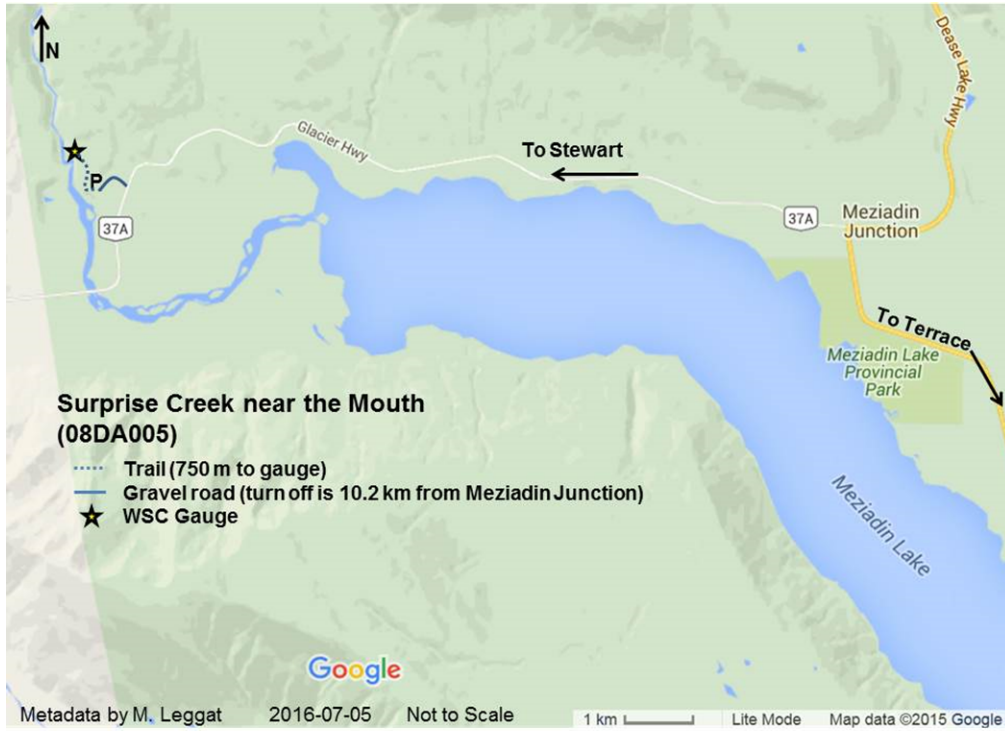 N
Dease Lake Hwy
Glacier Hwy
To Stewart
P
37A
37A
Meziadin
Junction
To Terrace
Meziadin Lake
Provincial
Park
Surprise Creek near the Mouth
(08DA005)
Trail (750 m to gauge)
Gravel road (turn off is 10.2 km from Meziadin Junction)
WSC Gauge
Meziadin Lake
Google
Metadata by M. Leggat 2016-07-05 Not to Scale 1 km Lite Mode Map data ©2015 Google